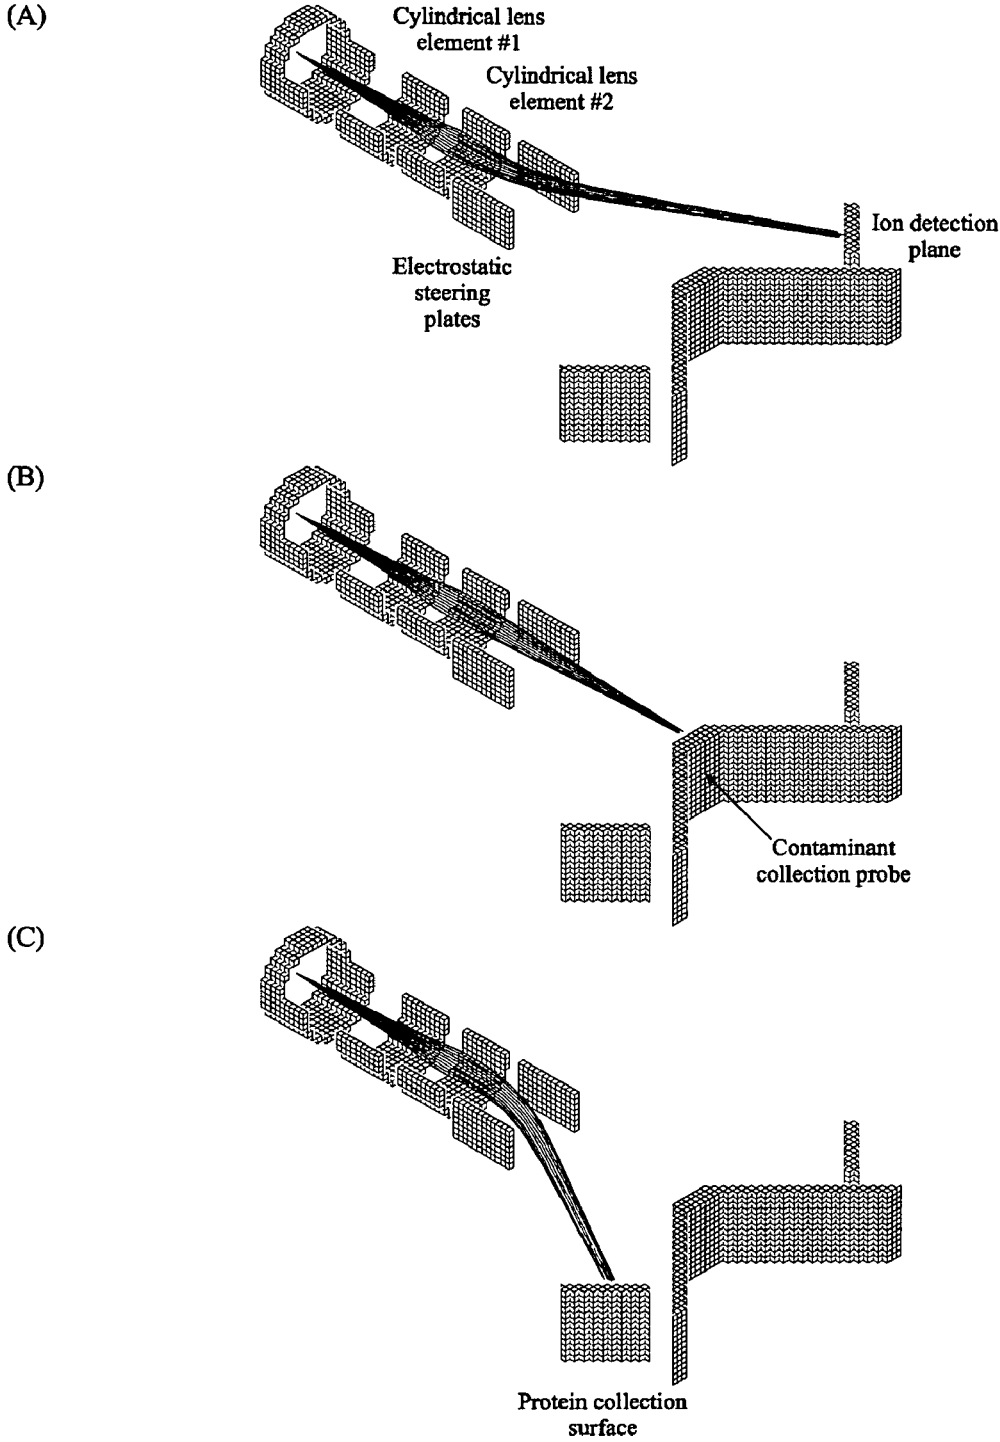 (A)
Cylindrical lens
element #1
Cylindrical lens
element #2
Ion detection
plane
Electrostatic
steering
plates
(B)
Contaminant
collection probe
(C)
Protein collection
surface